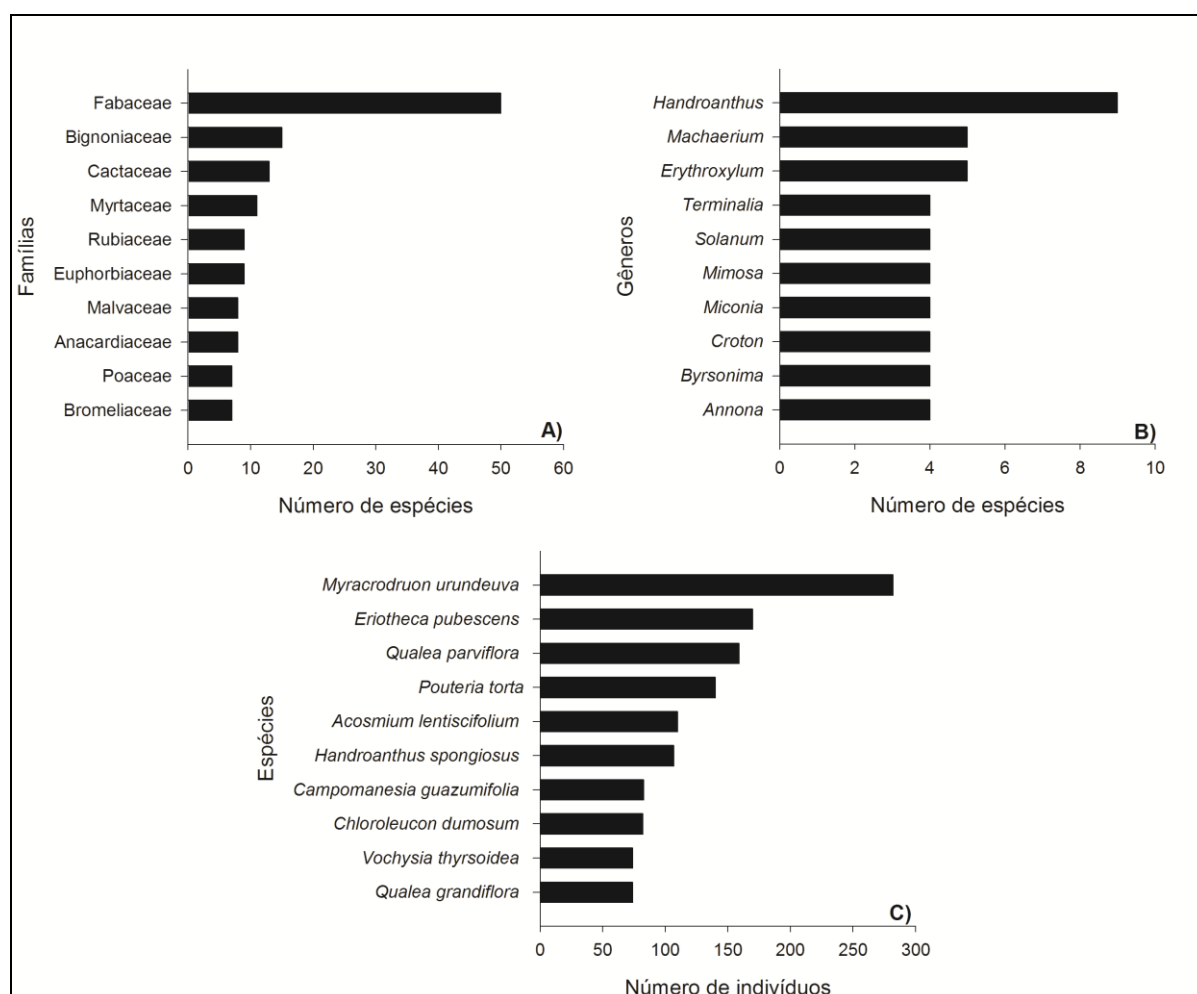 Famílias
Fabaceae
Bignoniaceae
Cactaceae
Myrtaceae
Rubiaceae
Euphorbiaceae
Malvaceae
Anacardiaceae
Poaceae
Bromeliaceae
A)
0 10 20 30 40 50 60
Número de espécies
Gêneros
Handroanthus
Machaerium
Erythroxylum
Terminalia
Solanum
Mimosa
Miconia
Croton
Byrsonima
Annona
B)
0 2 4 6 8 10
Número de espécies
Espécies
Myracrodruon urundeuva
Eriotheca pubescens
Qualea parviflora
Pouteria torta
Acosmium lentiscifolium
Handroanthus spongiosus
Campomanesia guazumifolia
Chloroleucon dumosum
Vochysia thyrsoidea
Qualea grandiflora
C)
0 50 100 150 200 250 300
Número de indivíduos